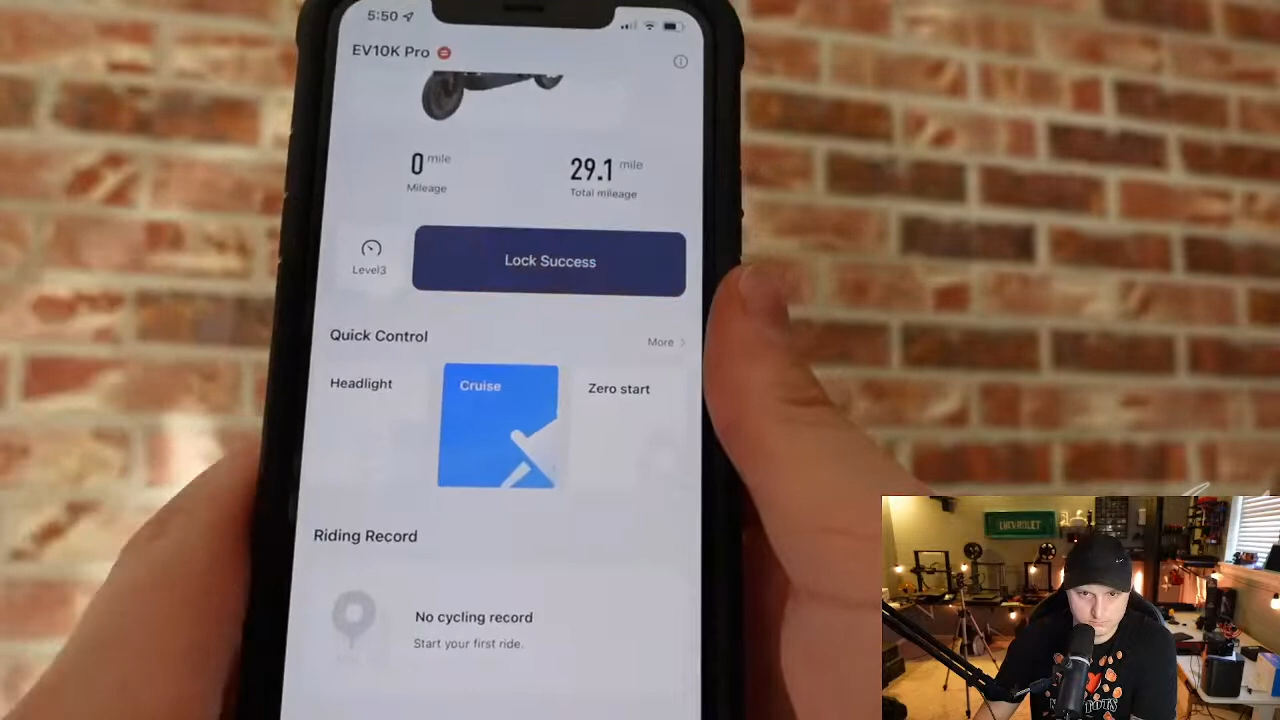 5:50
EV10K Pro
0 mile
Mileage
29.1 mile
Total mileage
Level3
Lock Success
Quick Control
More
Headlight
Cruise
Zero start
Riding Record
No cycling record
Start your first ride.